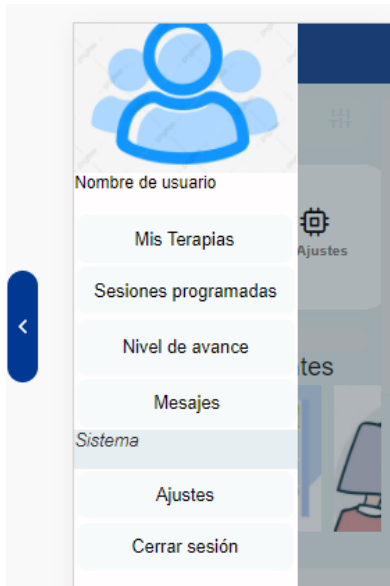 Nombre de usuario
Mis Terapias
Ajustes
Sesiones programadas
Nivel de avance
tes
Mesajes
Sistema
Ajustes
Cerrar sesión